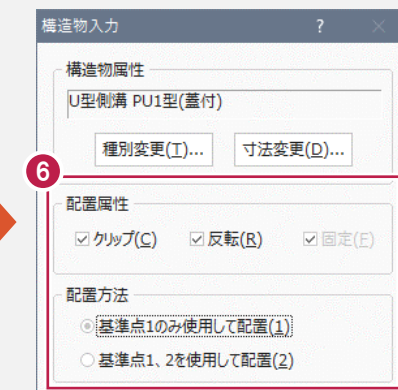 構造物入力 ?
構造物属性
U型側溝 PU1型(蓋付)
種別変更(T)... 寸法変更(D)...
6
配置属性
クリップ(C) 反転(R) 固定(F)
配置方法
基準点1のみ使用して配置(1)
基準点1、2を使用して配置(2)